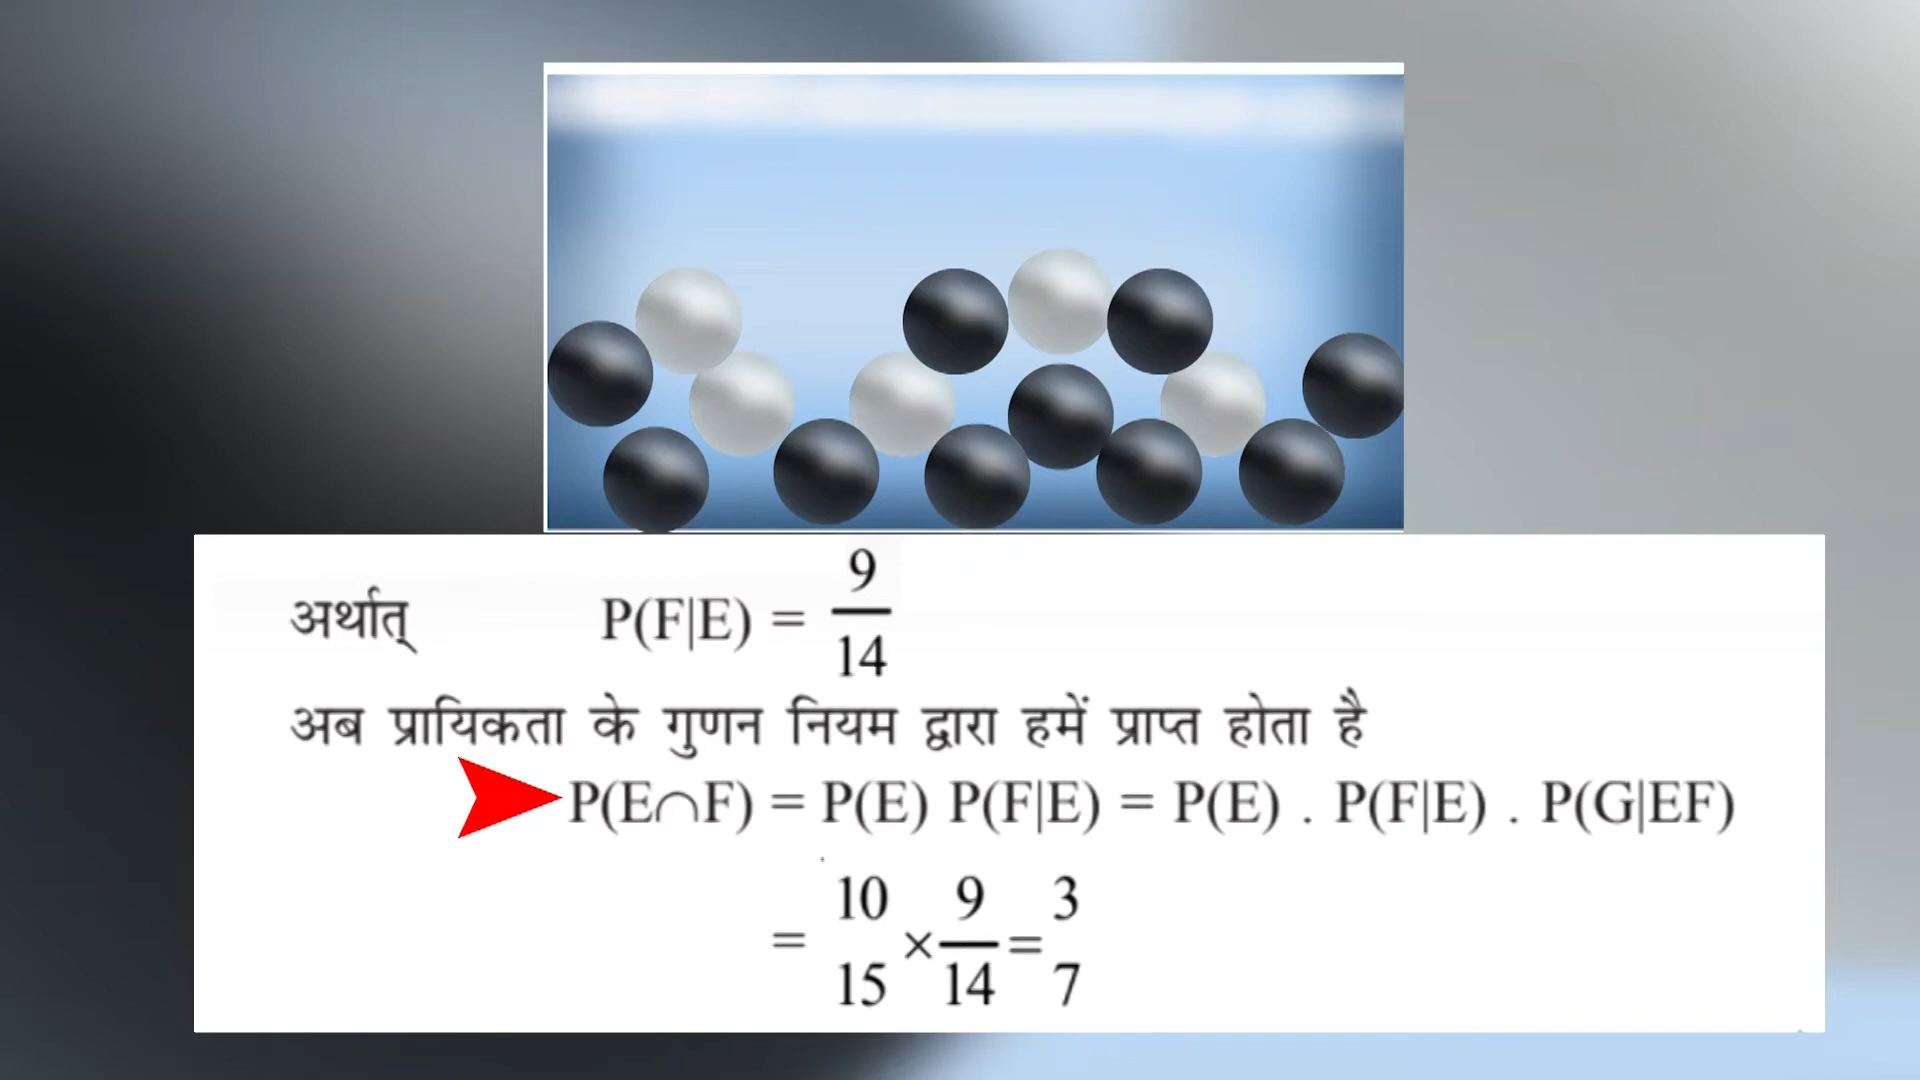 अर्थात् P(F|E) = 9/14
अब प्रायिकता के गुणन नियम द्वारा हमें प्राप्त होता है
P(E∩F) = P(E) P(F|E) = P(E) . P(F|E) . P(G|EF)
= 10/15 × 9/14 = 3/7